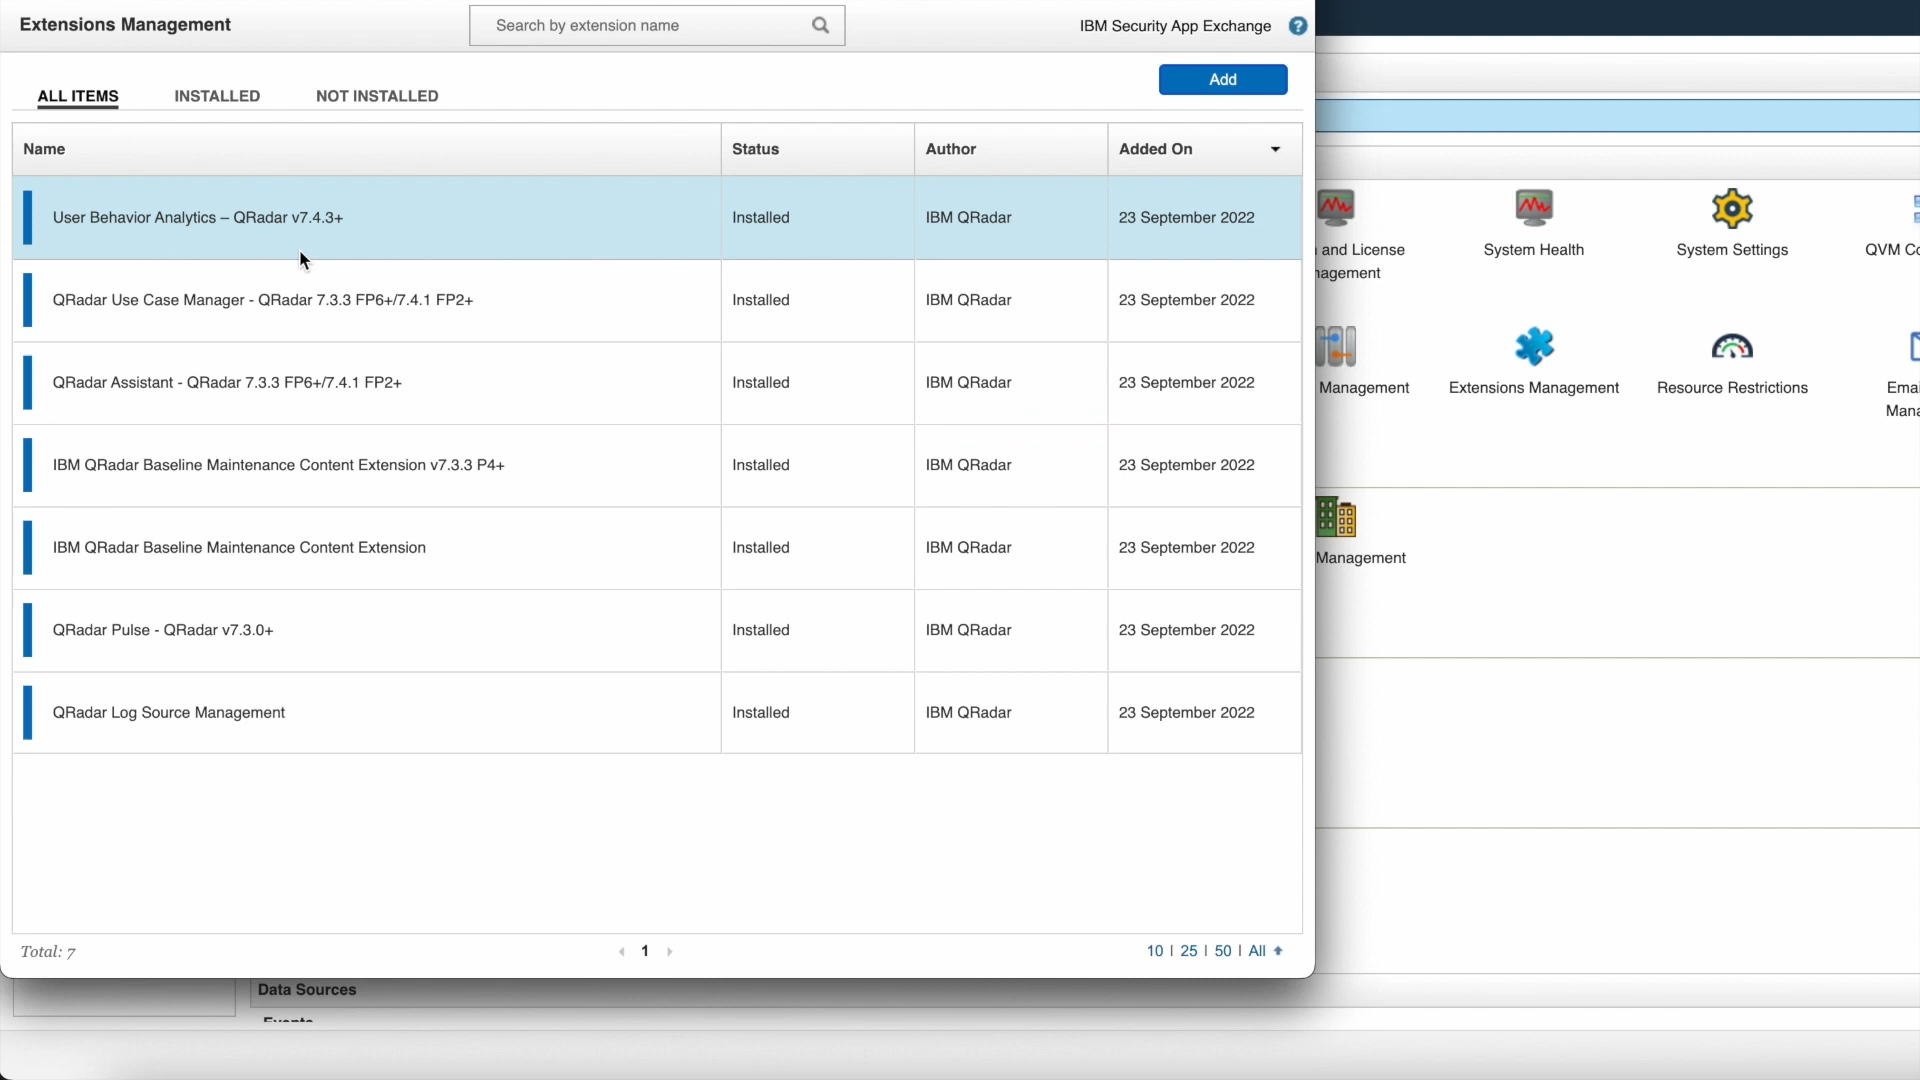 Extensions Management
Search by extension name
IBM Security App Exchange
?
Add
ALL ITEMS
INSTALLED
NOT INSTALLED
Name
Status
Author
Added On
User Behavior Analytics – QRadar v7.4.3+
Installed
IBM QRadar
23 September 2022
QRadar Use Case Manager - QRadar 7.3.3 FP6+/7.4.1 FP2+
Installed
IBM QRadar
23 September 2022
QRadar Assistant - QRadar 7.3.3 FP6+/7.4.1 FP2+
Installed
IBM QRadar
23 September 2022
IBM QRadar Baseline Maintenance Content Extension v7.3.3 P4+
Installed
IBM QRadar
23 September 2022
IBM QRadar Baseline Maintenance Content Extension
Installed
IBM QRadar
23 September 2022
QRadar Pulse - QRadar v7.3.0+
Installed
IBM QRadar
23 September 2022
QRadar Log Source Management
Installed
IBM QRadar
23 September 2022
Total: 7
1
10 | 25 | 50 | All
and License
agement
System Health
System Settings
QVM Co
Management
Extensions Management
Resource Restrictions
Emai
Mana
Management
Data Sources